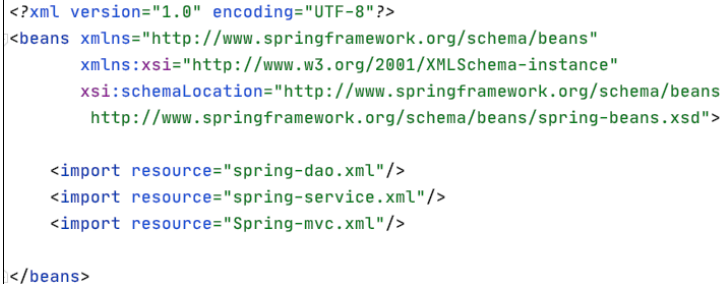 <?xml version="1.0" encoding="UTF-8"?>
<beans xmlns="http://www.springframework.org/schema/beans"
xmlns:xsi="http://www.w3.org/2001/XMLSchema-instance"
xsi:schemaLocation="http://www.springframework.org/schema/beans
http://www.springframework.org/schema/beans/spring-beans.xsd">
<import resource="spring-dao.xml"/>
<import resource="spring-service.xml"/>
<import resource="Spring-mvc.xml"/>
</beans>